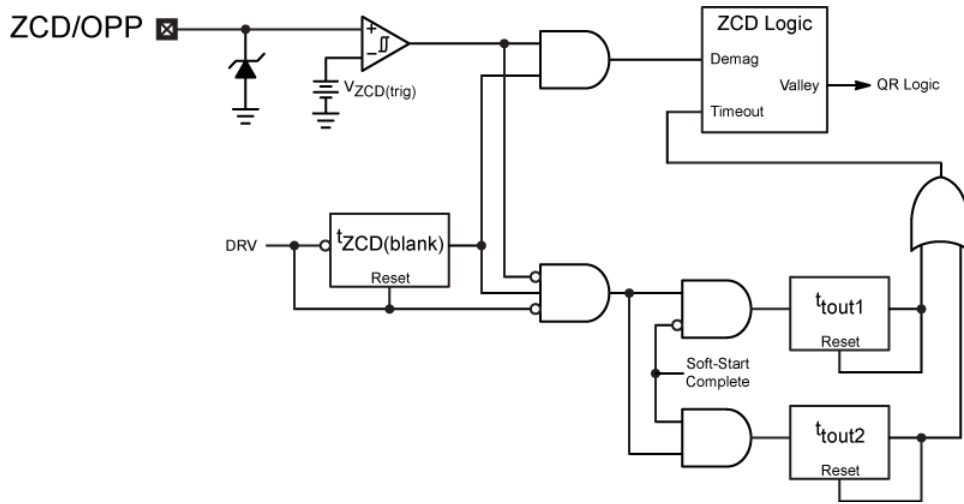 ZCD/OPP
ZCD Logic
Demag
Valley
QR Logic
Timeout
+
–
VZCD(trig)
DRV
tZCD(blank)
Reset
ttout1
Reset
Soft-Start
Complete
ttout2
Reset